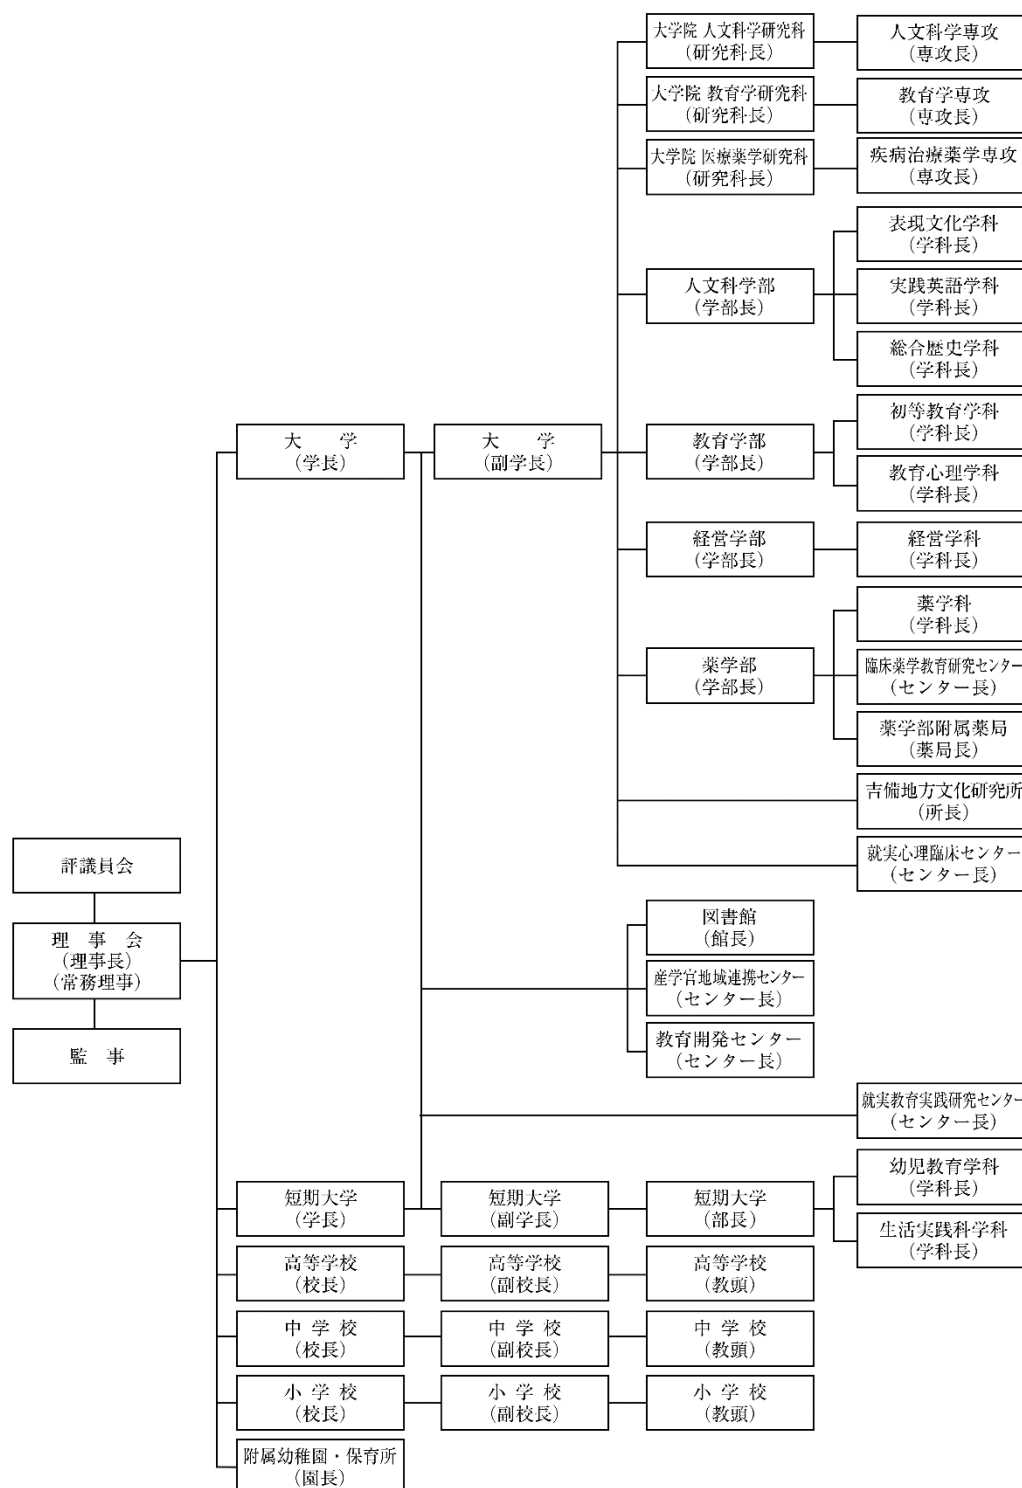 大学院 人文科学研究科
(研究科長)
人文科学専攻
(専攻長)
大学院 教育学研究科
(研究科長)
教育学専攻
(専攻長)
大学院 医療薬学研究科
(研究科長)
疾病治療薬学専攻
(専攻長)
表現文化学科
(学科長)
人文科学部
(学部長)
実践英語学科
(学科長)
総合歴史学科
(学科長)
初等教育学科
(学科長)
大 学
(学長)
大 学
(副学長)
教育学部
(学部長)
教育心理学科
(学科長)
経営学部
(学部長)
経営学科
(学科長)
薬学科
(学科長)
薬学部
(学部長)
臨床薬学教育研究センター
(センター長)
薬学部附属薬局
(薬局長)
吉備地方文化研究所
(所長)
就実心理臨床センター
(センター長)
評議員会
理 事 会
(理事長)
(常務理事)
監 事
図書館
(館長)
産学官地域連携センター
(センター長)
教育開発センター
(センター長)
就実教育実践研究センター
(センター長)
幼児教育学科
(学科長)
短期大学
(学長)
短期大学
(副学長)
短期大学
(部長)
生活実践科学科
(学科長)
高等学校
(校長)
高等学校
(副校長)
高等学校
(教頭)
中 学 校
(校長)
中 学 校
(副校長)
中 学 校
(教頭)
小 学 校
(校長)
小 学 校
(副校長)
小 学 校
(教頭)
附属幼稚園・保育所
(園長)